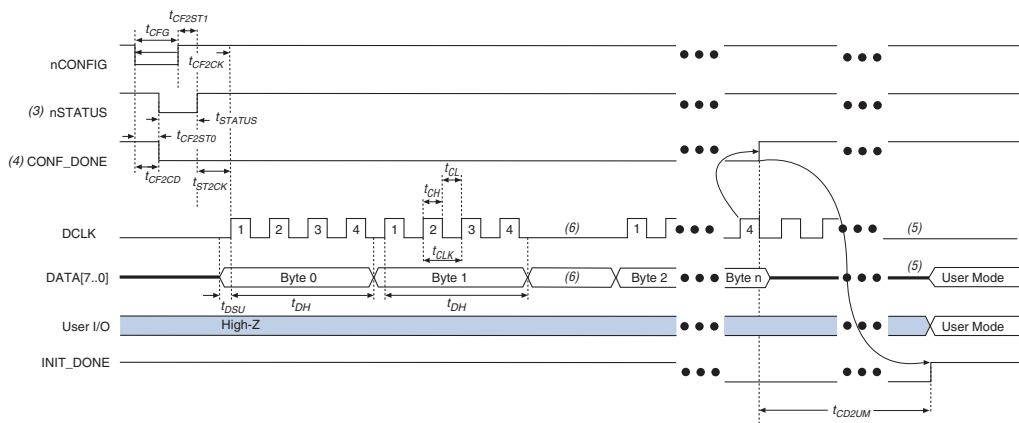 tCF2ST1
tCFG
nCONFIG
tCF2CK
(3) nSTATUS
tSTATUS
tCF2ST0
(4) CONF_DONE
tCF2CD
tST2CK
tCL
tCH
DCLK
1 2 3 4 1 2 3 4 (6) 1 4 (5)
tCLK
DATA[7..0]
Byte 0 Byte 1 (6) Byte 2 Byte n (5) User Mode
tDSU
tDH
tDH
User I/O
High-Z
User Mode
INIT_DONE
tCD2UM